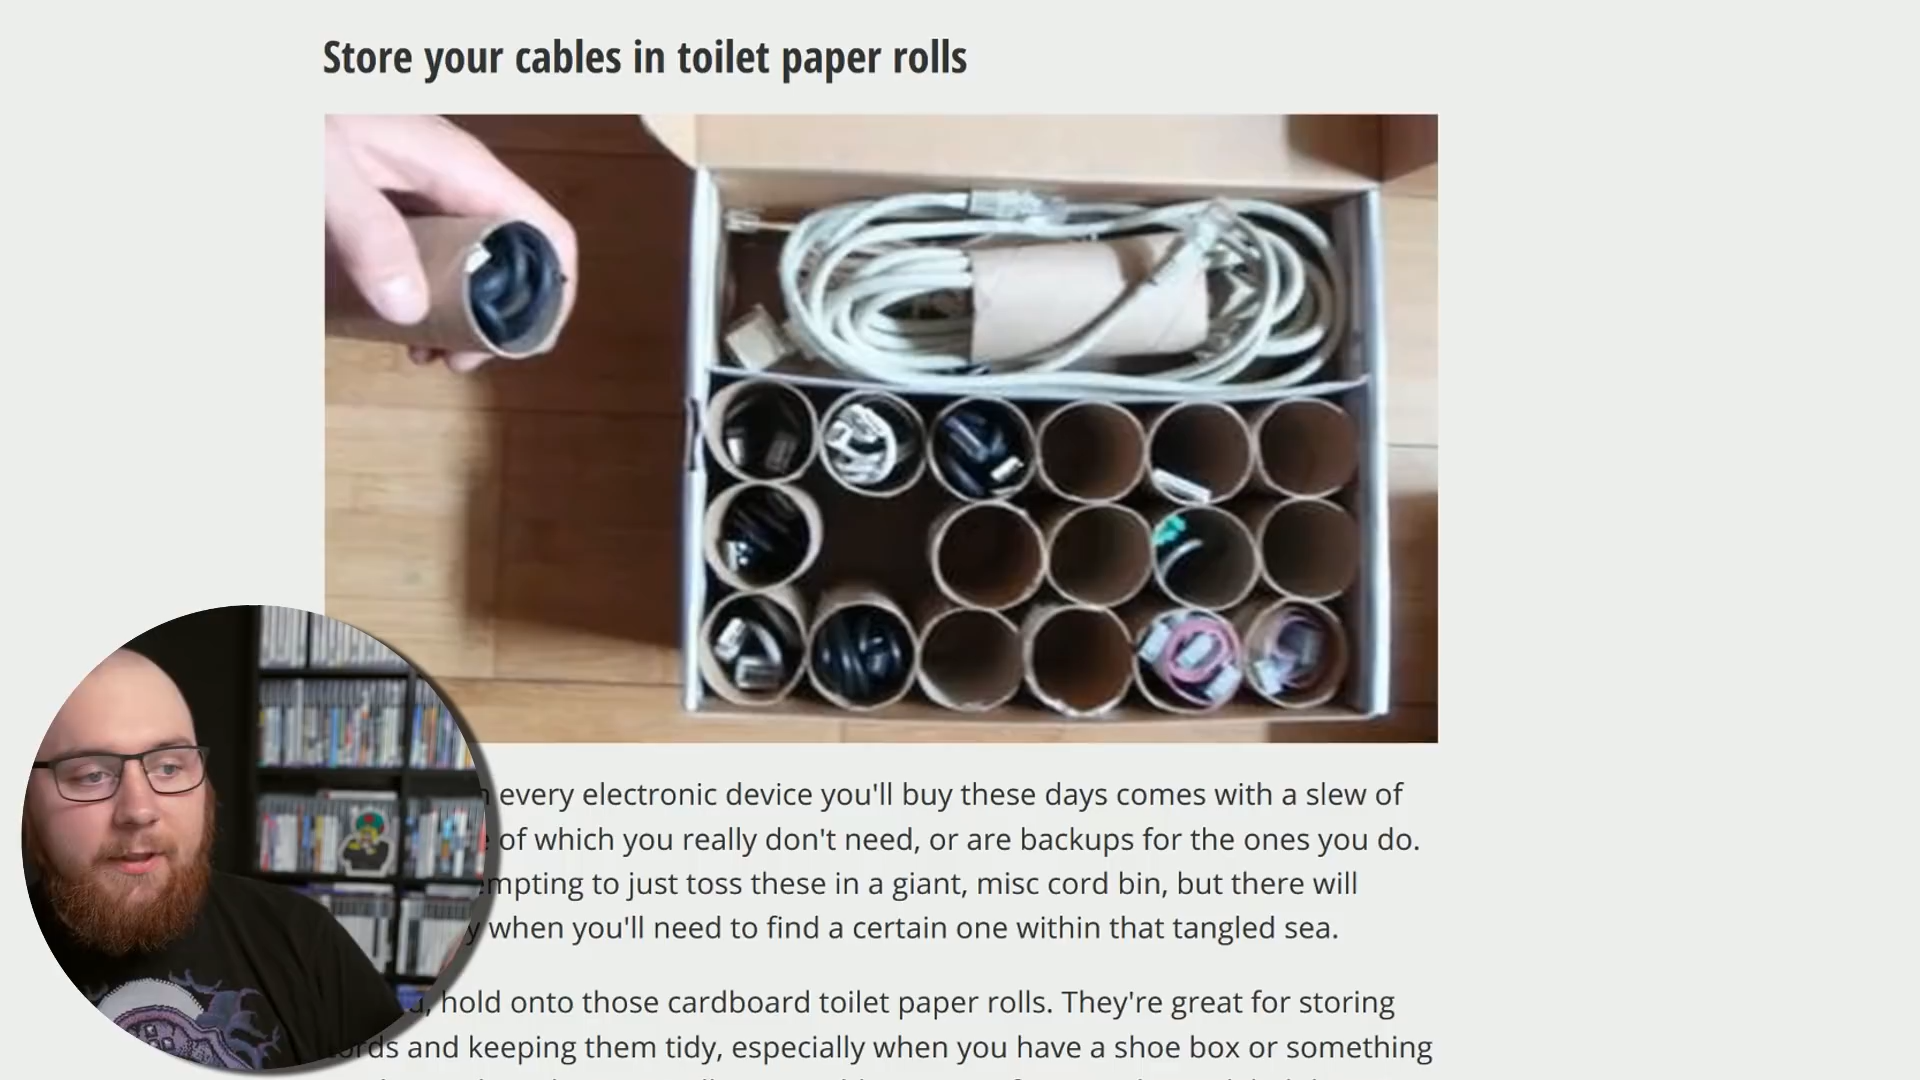 Store your cables in toilet paper rolls
every electronic device you'll buy these days comes with a slew of
of which you really don't need, or are backups for the ones you do.
to just toss these in a giant, misc cord bin, but there will
when you'll need to find a certain one within that tangled sea.
hold onto those cardboard toilet paper rolls. They're great for storing
and keeping them tidy, especially when you have a shoe box or something